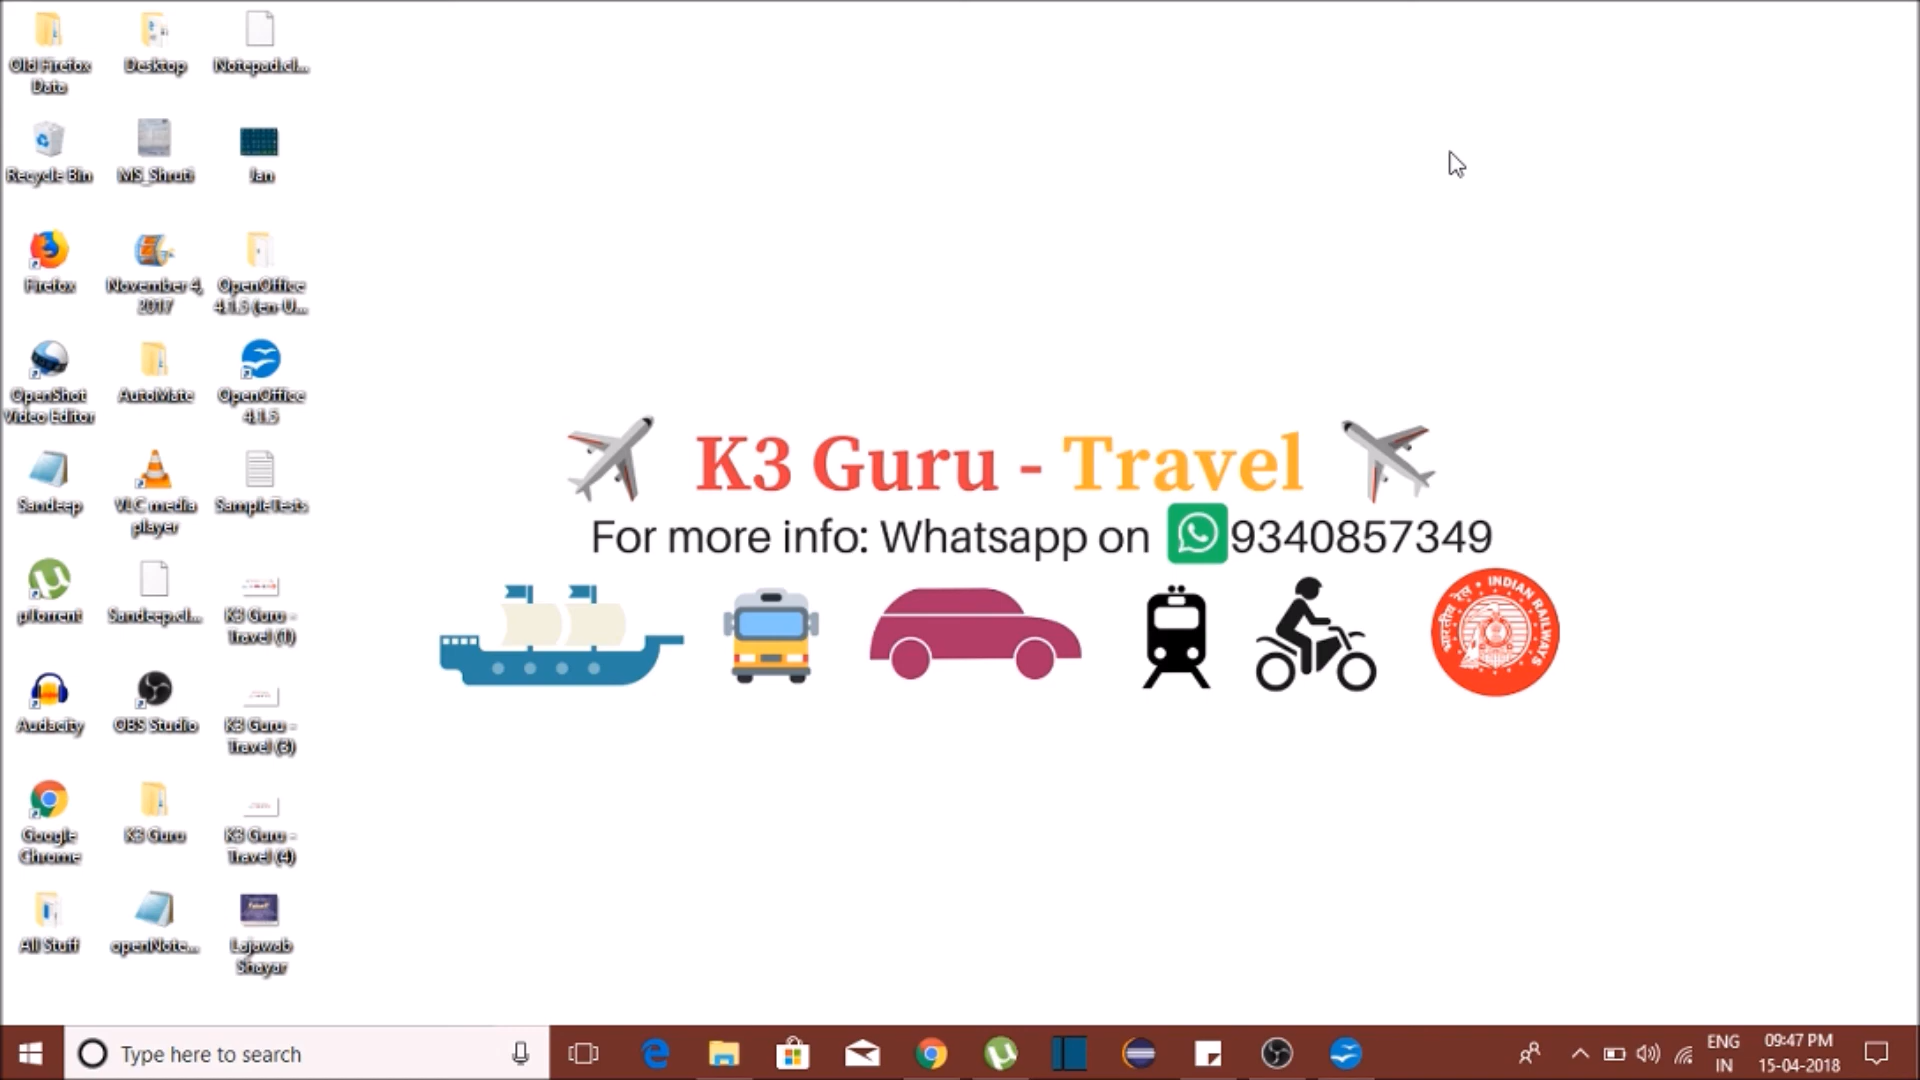 Old Firefox
Data
Desktop
Notepad.cl...
Recycle Bin
MS_Shruti
Jan
Firefox
November 4,
2017
OpenOffice
4.1.5 (en-U...
OpenShot
Video Editor
AutoMate
OpenOffice
4.1.5
Sandeep
VLC media
player
SampleTests
µTorrent
Sandeep.cl...
K3 Guru -
Travel (1)
Audacity
OBS Studio
K3 Guru -
Travel (3)
Google
Chrome
K3 Guru
K3 Guru -
Travel (4)
All Stuff
openNote...
Lajawab
Shayar
K3 Guru - Travel
For more info: Whatsapp on 9340857349
भारतीय रेल • INDIAN RAILWAYS
Type here to search
ENG
IN
09:47 PM
15-04-2018